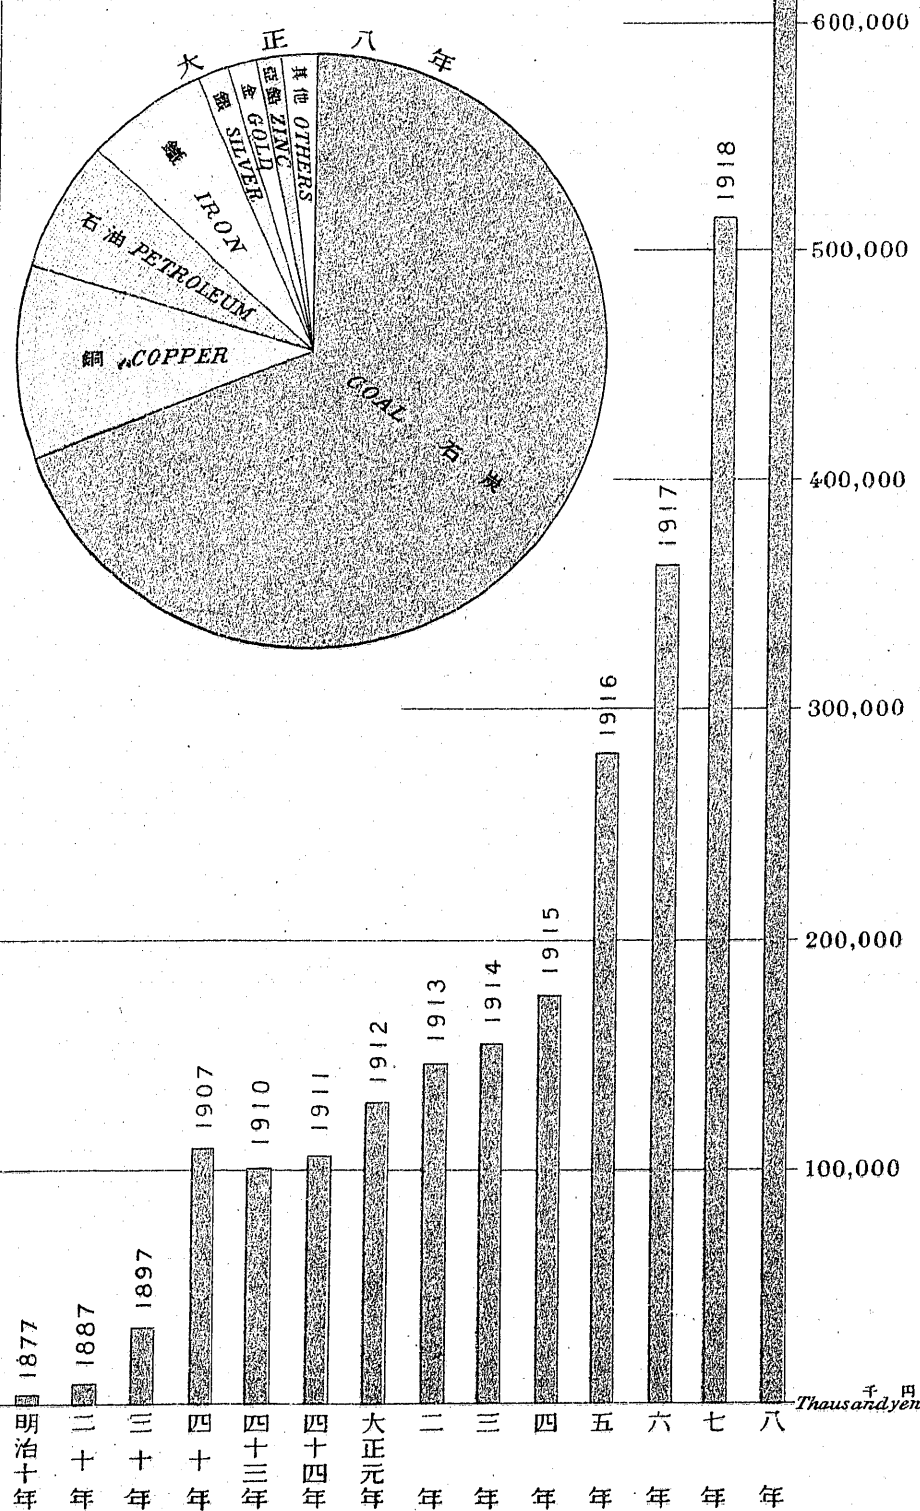 大正八年
其他 OTHERS
亞鉛 ZINC
金 GOLD
銀 SILVER
鐵 IRON
石油 PETROLEUM
銅 COPPER
COAL 石炭
600,000
500,000
400,000
300,000
200,000
100,000
千円
Thausand yen
1877
1887
1897
1907
1910
1911
1912
1913
1914
1915
1916
1917
1918
明治十年
二十年
三十年
四十年
四十三年
四十四年
大正元年
二年
三年
四年
五年
六年
七年
八年